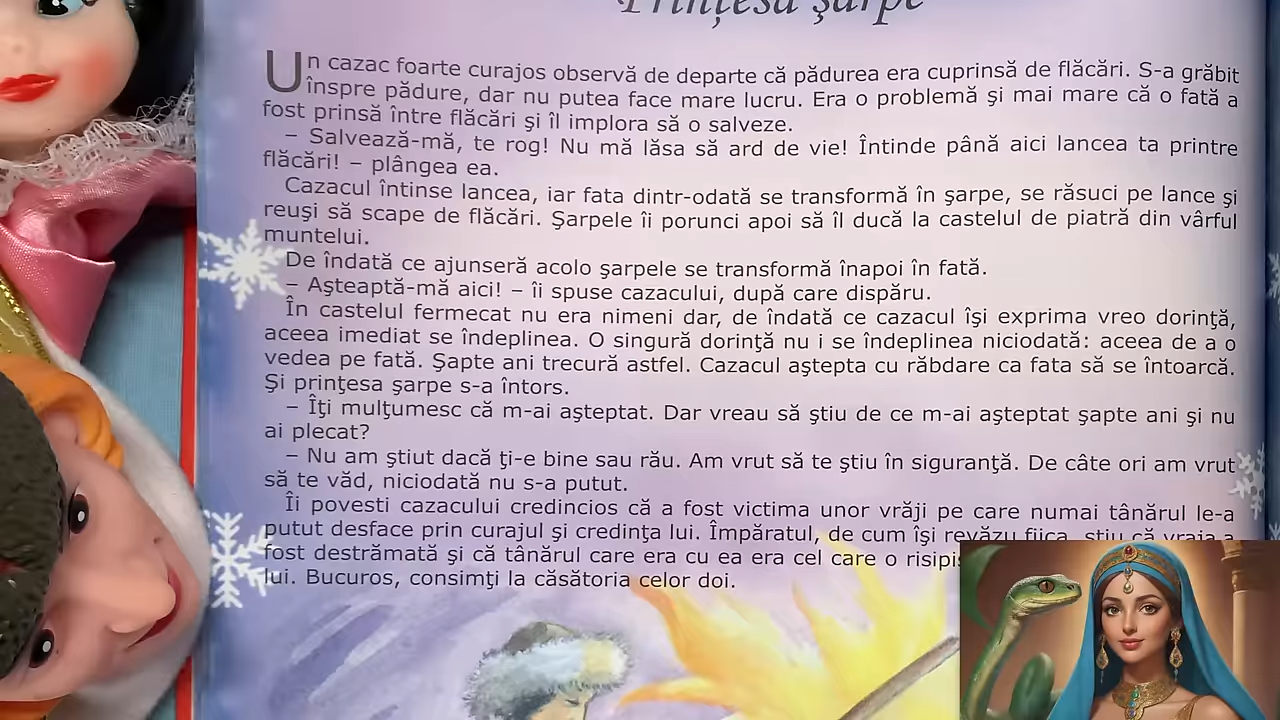 Prinţesa şarpe
Un cazac foarte curajos observă de departe că pădurea era cuprinsă de flăcări. S-a grăbit
înspre pădure, dar nu putea face mare lucru. Era o problemă şi mai mare că o fată a
fost prinsă între flăcări şi îl implora să o salveze.
– Salvează-mă, te rog! Nu mă lăsa să ard de vie! Întinde până aici lancea ta printre
flăcări! – plângea ea.
Cazacul întinse lancea, iar fata dintr-odată se transformă în şarpe, se răsuci pe lance şi
reuşi să scape de flăcări. Şarpele îi porunci apoi să îl ducă la castelul de piatră din vârful
muntelui.
De îndată ce ajunseră acolo şarpele se transformă înapoi în fată.
– Aşteaptă-mă aici! – îi spuse cazacului, după care dispăru.
În castelul fermecat nu era nimeni dar, de îndată ce cazacul îşi exprima vreo dorinţă,
aceea imediat se îndeplinea. O singură dorinţă nu i se îndeplinea niciodată: aceea de a o
vedea pe fată. Şapte ani trecură astfel. Cazacul aştepta cu răbdare ca fata să se întoarcă.
Şi prinţesa şarpe s-a întors.
– Îţi mulţumesc că m-ai aşteptat. Dar vreau să ştiu de ce m-ai aşteptat şapte ani şi nu
ai plecat?
– Nu am ştiut dacă ţi-e bine sau rău. Am vrut să te ştiu în siguranţă. De câte ori am vrut
să te văd, niciodată nu s-a putut.
Îi povesti cazacului credincios că a fost victima unor vrăji pe care numai tânărul le-a
putut desface prin curajul şi credinţa lui. Împăratul, de cum îşi revăzu fiica, ştiu că vraja a
fost destrămată şi că tânărul care era cu ea era cel care o
lui. Bucuros, consimţi la căsătoria celor doi.